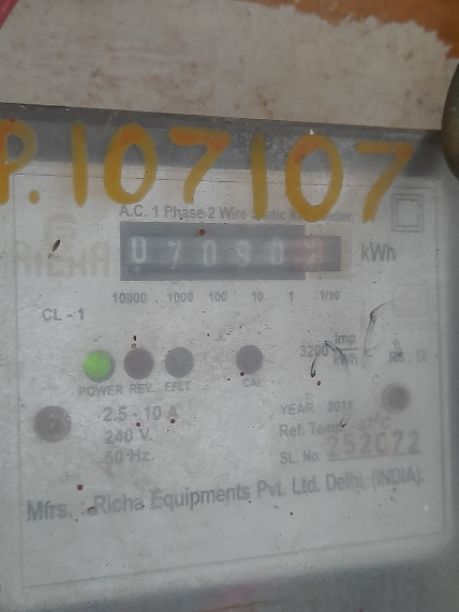 P.107107
A.C. 1 Phase 2 Wire Static kWh Meter.
RICHA
kWh
10000 1000 100 10 1 1/10
CL - 1
3200 imp
kWh
POWER REV. EFLT CAL
2.5 - 10 A
240 V.
50 Hz.
YEAR 2011
Ref. Temp. 27°C
SL. No. 252072
Mfrs. : Richa Equipments Pvt. Ltd. Delhi, (INDIA).